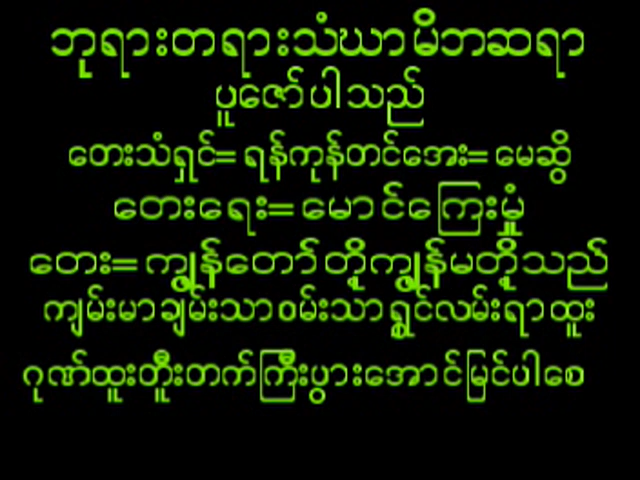 ဘုရားတရားသံဃာမိဘဆရာ
ပူဇော်ပါသည်
တေးသံရှင်= ရန်ကုန်တင်အေး= မေဆွိ
တေးရေး= မောင်ကြေးမှုံ
တေး= ကျွန်တော်တို့ကျွန်မတို့သည်
ကျမ်းမာချမ်းသာဝမ်းသာရွှင်လမ်းရာထူး
ဂုဏ်ထူးတိူးတက်ကြီးပွားအောင်မြင်ပါစေ